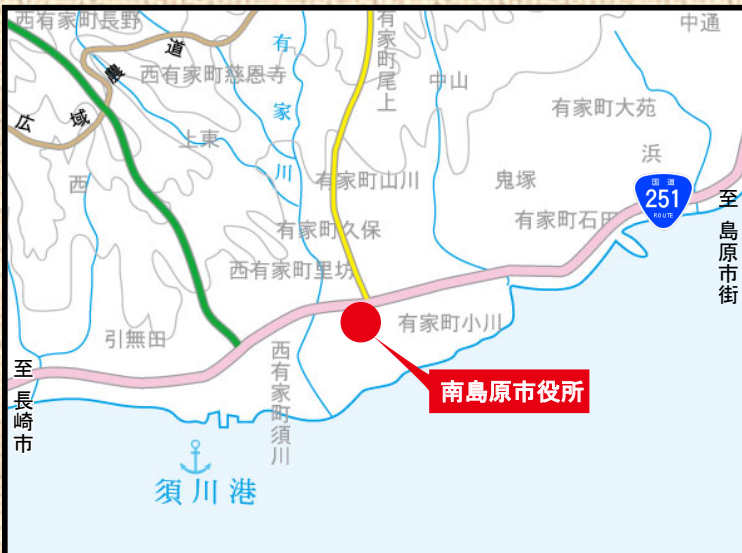 西有家町長野
有家町尾上
中通
広域農道
西有家町慈恩寺
有家川
中山
有家町大苑
上東
浜
西
有家町山川
鬼塚
国道
251
ROUTE
有家町石田
至 島原市街
有家町久保
西有家町里坊
有家町小川
引無田
至 長崎市
西有家町須川
南島原市役所
須川港